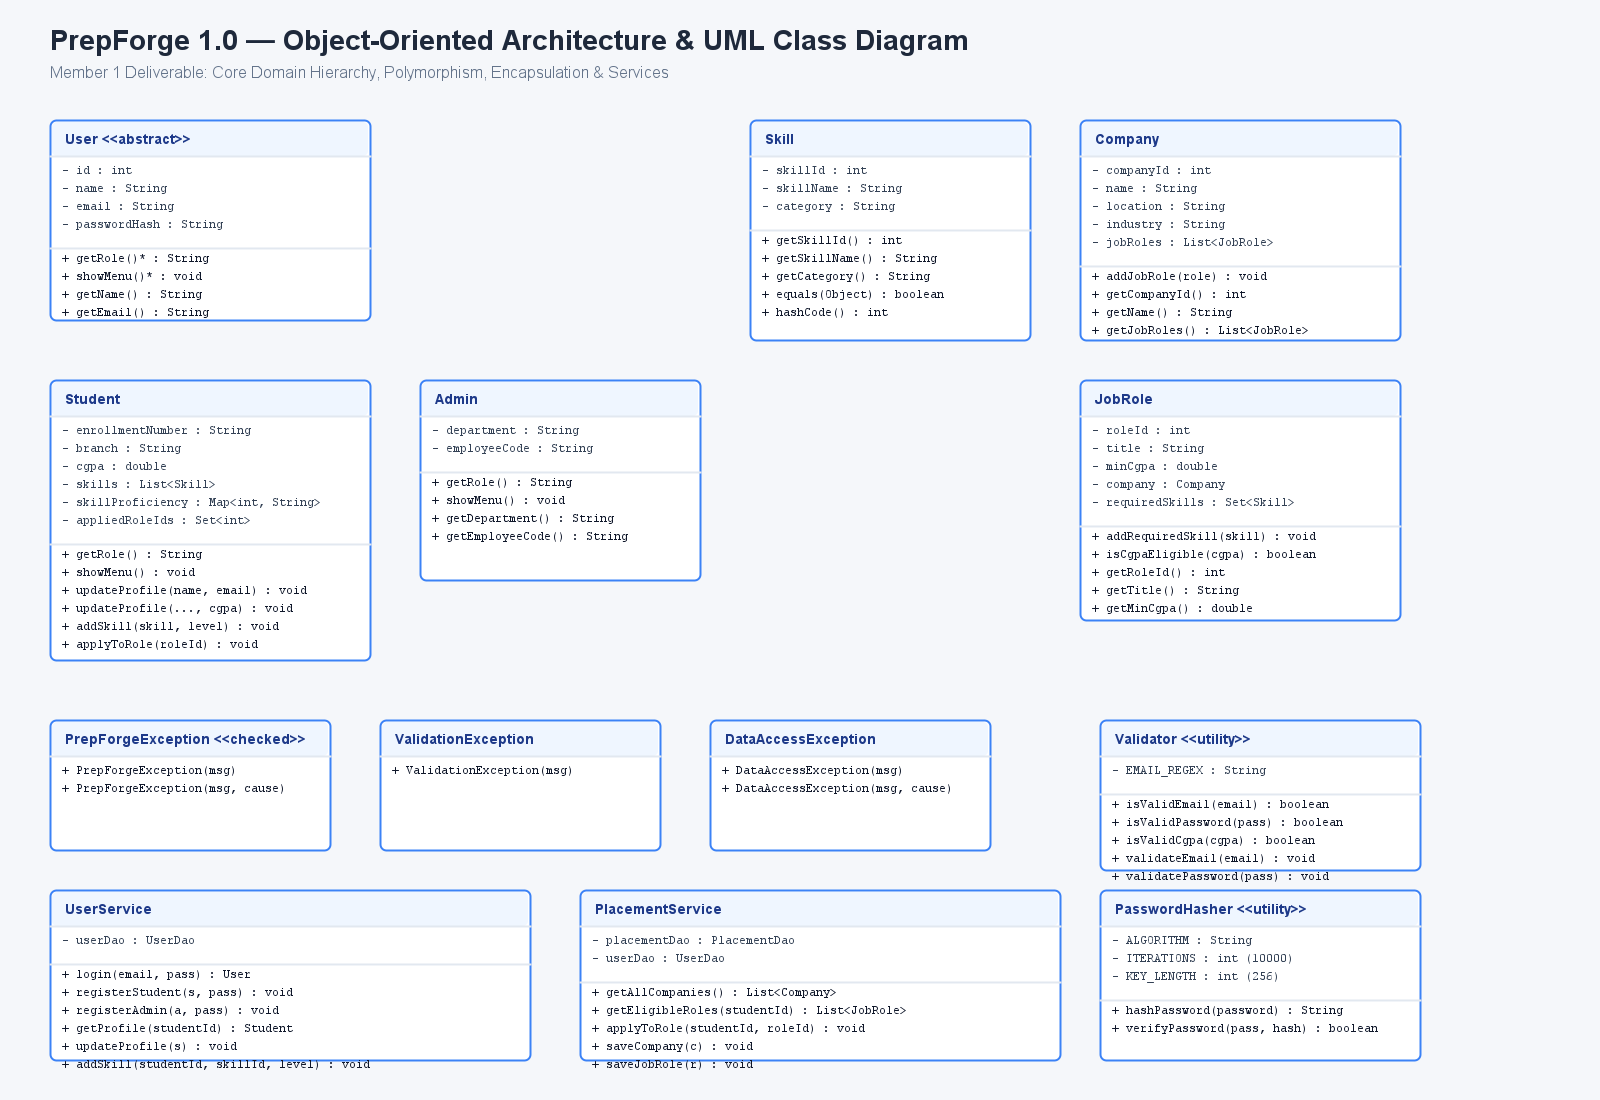 PrepForge 1.0 — Object-Oriented Architecture & UML Class Diagram
Member 1 Deliverable: Core Domain Hierarchy, Polymorphism, Encapsulation & Services
User <<abstract>>
- id : int
- name : String
- email : String
- passwordHash : String
+ getRole()* : String
+ showMenu()* : void
+ getName() : String
+ getEmail() : String
Skill
- skillId : int
- skillName : String
- category : String
+ getSkillId() : int
+ getSkillName() : String
+ getCategory() : String
+ equals(Object) : boolean
+ hashCode() : int
Company
- companyId : int
- name : String
- location : String
- industry : String
- jobRoles : List<JobRole>
+ addJobRole(role) : void
+ getCompanyId() : int
+ getName() : String
+ getJobRoles() : List<JobRole>
Student
- enrollmentNumber : String
- branch : String
- cgpa : double
- skills : List<Skill>
- skillProficiency : Map<int, String>
- appliedRoleIds : Set<int>
+ getRole() : String
+ showMenu() : void
+ updateProfile(name, email) : void
+ updateProfile(..., cgpa) : void
+ addSkill(skill, level) : void
+ applyToRole(roleId) : void
Admin
- department : String
- employeeCode : String
+ getRole() : String
+ showMenu() : void
+ getDepartment() : String
+ getEmployeeCode() : String
JobRole
- roleId : int
- title : String
- minCgpa : double
- company : Company
- requiredSkills : Set<Skill>
+ addRequiredSkill(skill) : void
+ isCgpaEligible(cgpa) : boolean
+ getRoleId() : int
+ getTitle() : String
+ getMinCgpa() : double
PrepForgeException <<checked>>
+ PrepForgeException(msg)
+ PrepForgeException(msg, cause)
ValidationException
+ ValidationException(msg)
DataAccessException
+ DataAccessException(msg)
+ DataAccessException(msg, cause)
Validator <<utility>>
- EMAIL_REGEX : String
+ isValidEmail(email) : boolean
+ isValidPassword(pass) : boolean
+ isValidCgpa(cgpa) : boolean
+ validateEmail(email) : void
+ validatePassword(pass) : void
UserService
- userDao : UserDao
+ login(email, pass) : User
+ registerStudent(s, pass) : void
+ registerAdmin(a, pass) : void
+ getProfile(studentId) : Student
+ updateProfile(s) : void
+ addSkill(studentId, skillId, level) : void
PlacementService
- placementDao : PlacementDao
- userDao : UserDao
+ getAllCompanies() : List<Company>
+ getEligibleRoles(studentId) : List<JobRole>
+ applyToRole(studentId, roleId) : void
+ saveCompany(c) : void
+ saveJobRole(r) : void
PasswordHasher <<utility>>
- ALGORITHM : String
- ITERATIONS : int (10000)
- KEY_LENGTH : int (256)
+ hashPassword(password) : String
+ verifyPassword(pass, hash) : boolean